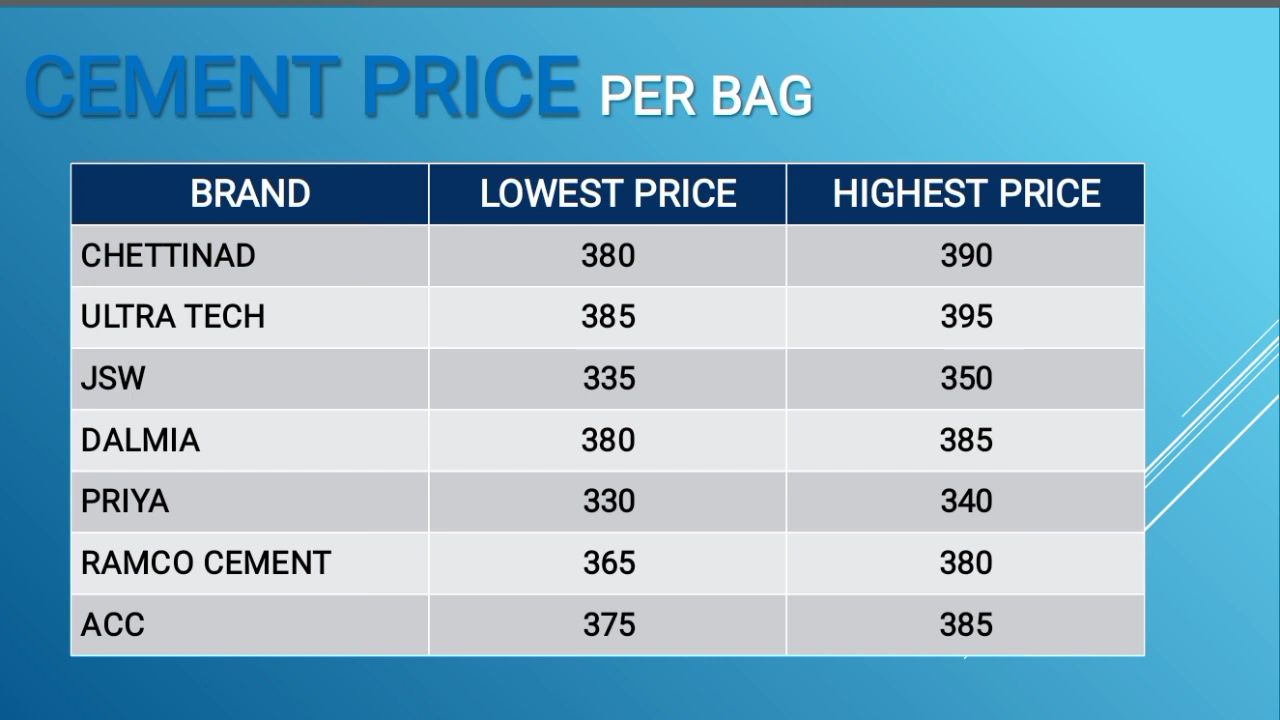 CEMENT PRICE PER BAG
BRAND LOWEST PRICE HIGHEST PRICE
CHETTINAD 380 390
ULTRA TECH 385 395
JSW 335 350
DALMIA 380 385
PRIYA 330 340
RAMCO CEMENT 365 380
ACC 375 385